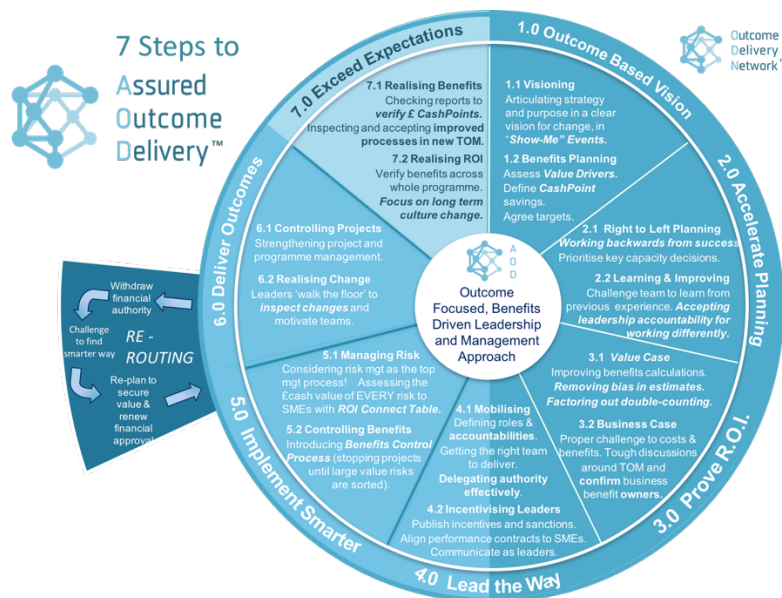 7 Steps to
Assured
Outcome
Delivery™
Outcome
Delivery
Network™
1.0 Outcome Based Vision
1.1 Visioning
Articulating strategy
and purpose in a clear
vision for change, in
“Show-Me” Events.
1.2 Benefits Planning
Assess Value Drivers.
Define CashPoint
savings.
Agree targets.
2.0 Accelerate Planning
2.1 Right to Left Planning
Working backwards from success
Prioritise key capacity decisions.
2.2 Learning & Improving
Challenge team to learn from
previous experience. Accepting
leadership accountability for
working differently.
3.0 Prove R.O.I.
3.1 Value Case
Improving benefits calculations.
Removing bias in estimates.
Factoring out double-counting.
3.2 Business Case
Proper challenge to costs &
benefits. Tough discussions
around TOM and
confirm business
benefit owners.
4.0 Lead the Way
4.1 Mobilising
Defining roles &
accountabilities.
Getting the right team
to deliver.
Delegating authority
effectively.
4.2 Incentivising Leaders
Publish incentives and sanctions.
Align performance contracts to SMEs.
Communicate as leaders.
5.0 Implement Smarter
5.1 Managing Risk
Considering risk mgt as the top
mgt process! Assessing the
£cash value of EVERY risk to
SMEs with ROI Connect Table.
5.2 Controlling Benefits
Introducing Benefits Control
Process (stopping projects
until large value risks
are sorted).
6.0 Deliver Outcomes
6.1 Controlling Projects
Strengthening project and
programme management.
6.2 Realising Change
Leaders 'walk the floor' to
inspect changes and
motivate teams.
7.0 Exceed Expectations
7.1 Realising Benefits
Checking reports to
verify £ CashPoints.
Inspecting and accepting improved
processes in new TOM.
7.2 Realising ROI
Verify benefits across
whole programme.
Focus on long term
culture change.
A
O
D
Outcome
Focused, Benefits
Driven Leadership
and Management
Approach
Withdraw
financial
authority
Challenge
to find
smarter way
RE -
ROUTING
Re-plan to
secure
value &
renew
financial
approval